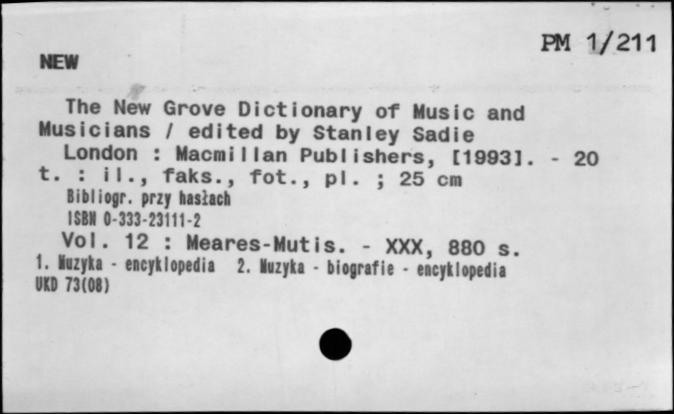 PM 1/211
NEW
The New Grove Dictionary of Music and
Musicians / edited by Stanley Sadie
London : Macmillan Publishers, [1993]. - 20
t. : il., faks., fot., pl. ; 25 cm
Bibliogr. przy hasłach
ISBN 0-333-23111-2
Vol. 12 : Meares-Mutis. - XXX, 880 s.
1. Muzyka - encyklopedia 2. Muzyka - biografie - encyklopedia
UKD 73(08)